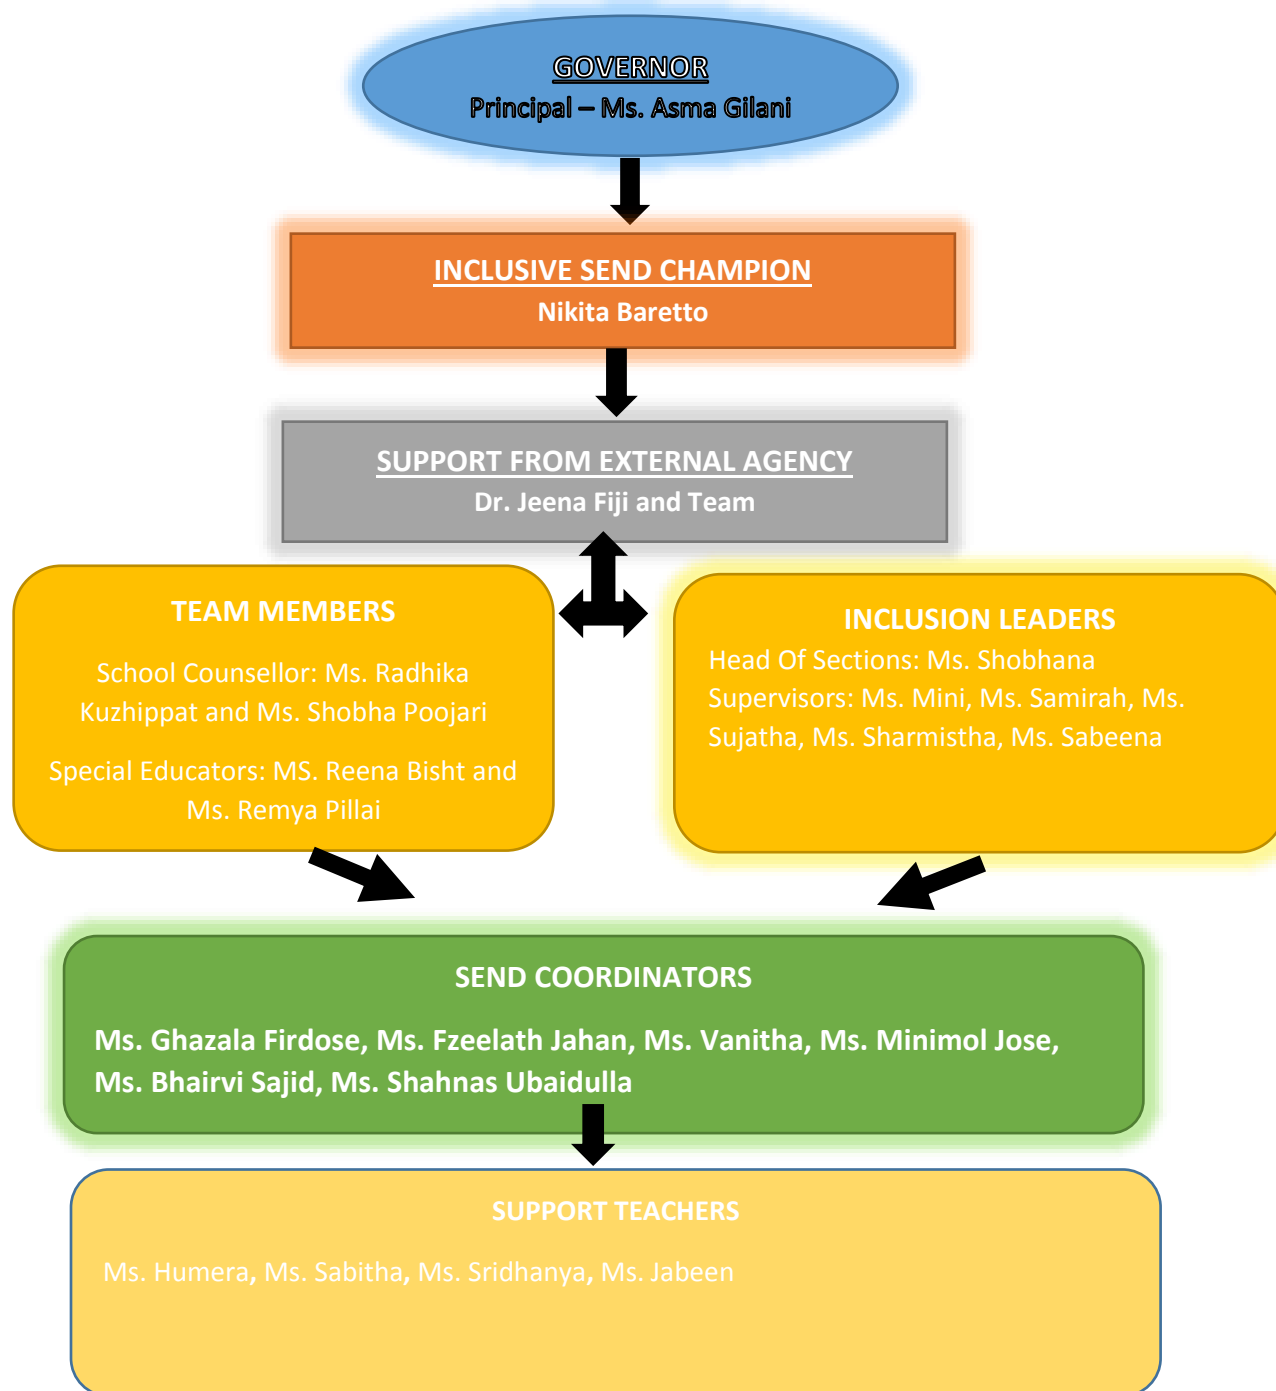 GOVERNOR
Principal – Ms. Asma Gilani
INCLUSIVE SEND CHAMPION
Nikita Baretto
SUPPORT FROM EXTERNAL AGENCY
Dr. Jeena Fiji and Team
TEAM MEMBERS
School Counsellor: Ms. Radhika
Kuzhippat and Ms. Shobha Poojari
Special Educators: MS. Reena Bisht and
Ms. Remya Pillai
INCLUSION LEADERS
Head Of Sections: Ms. Shobhana
Supervisors: Ms. Mini, Ms. Samirah, Ms.
Sujatha, Ms. Sharmistha, Ms. Sabeena
SEND COORDINATORS
Ms. Ghazala Firdose, Ms. Fzeelath Jahan, Ms. Vanitha, Ms. Minimol Jose,
Ms. Bhairvi Sajid, Ms. Shahnas Ubaidulla
SUPPORT TEACHERS
Ms. Humera, Ms. Sabitha, Ms. Sridhanya, Ms. Jabeen